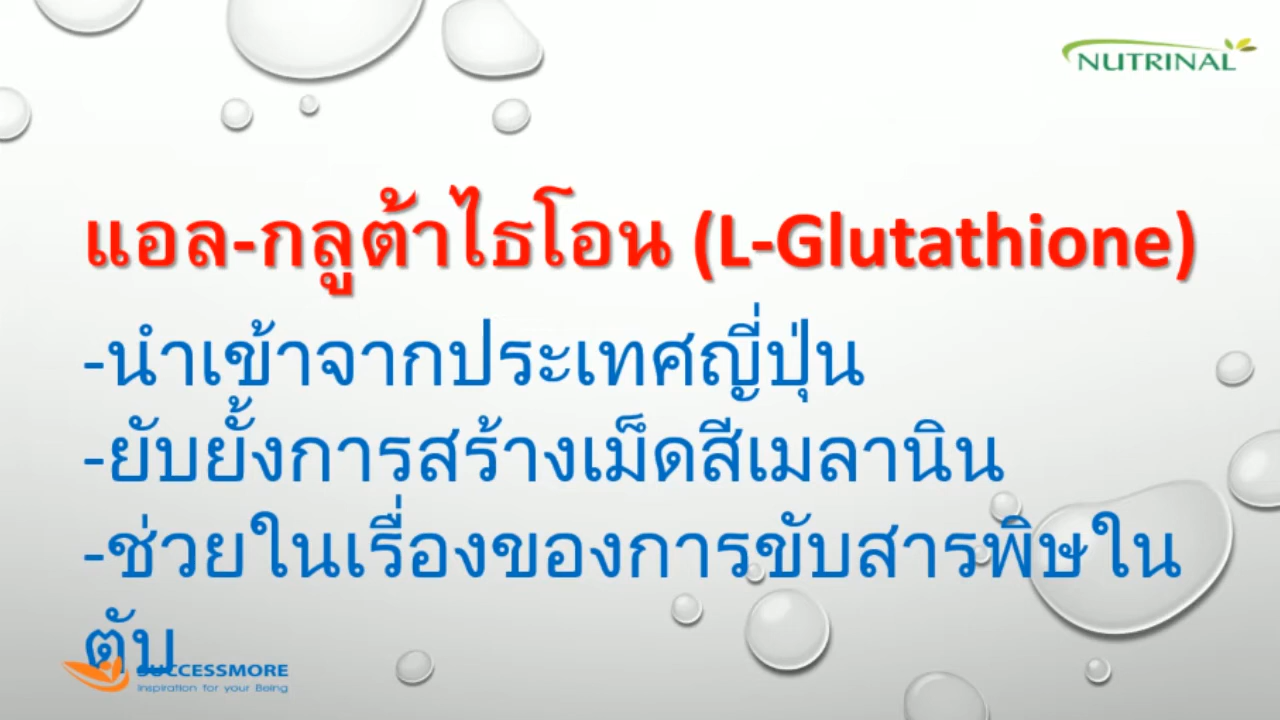 NUTRINAL
แอล-กลูต้าไธโอน (L-Glutathione)
-นำเข้าจากประเทศญี่ปุ่น
-ยับยั้งการสร้างเม็ดสีเมลานิน
-ช่วยในเรื่องของการขับสารพิษใน
ตับ
SUCCESSMORE
Inspiration for your Being